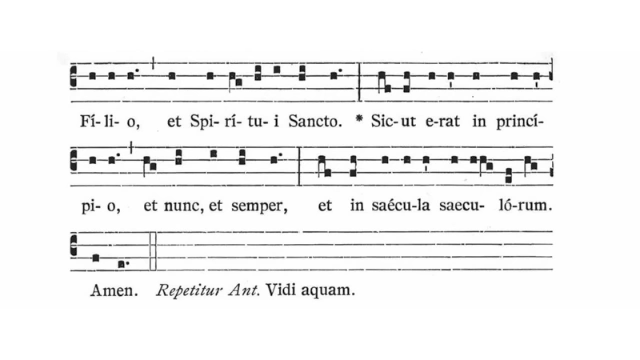 Fí- li- o, et Spi- rí- tu- i Sancto. * Sic- ut e-rat in princí-
pi- o, et nunc, et semper, et in saécu-la saecu- ló-rum.
Amen. Repetitur Ant. Vidi aquam.